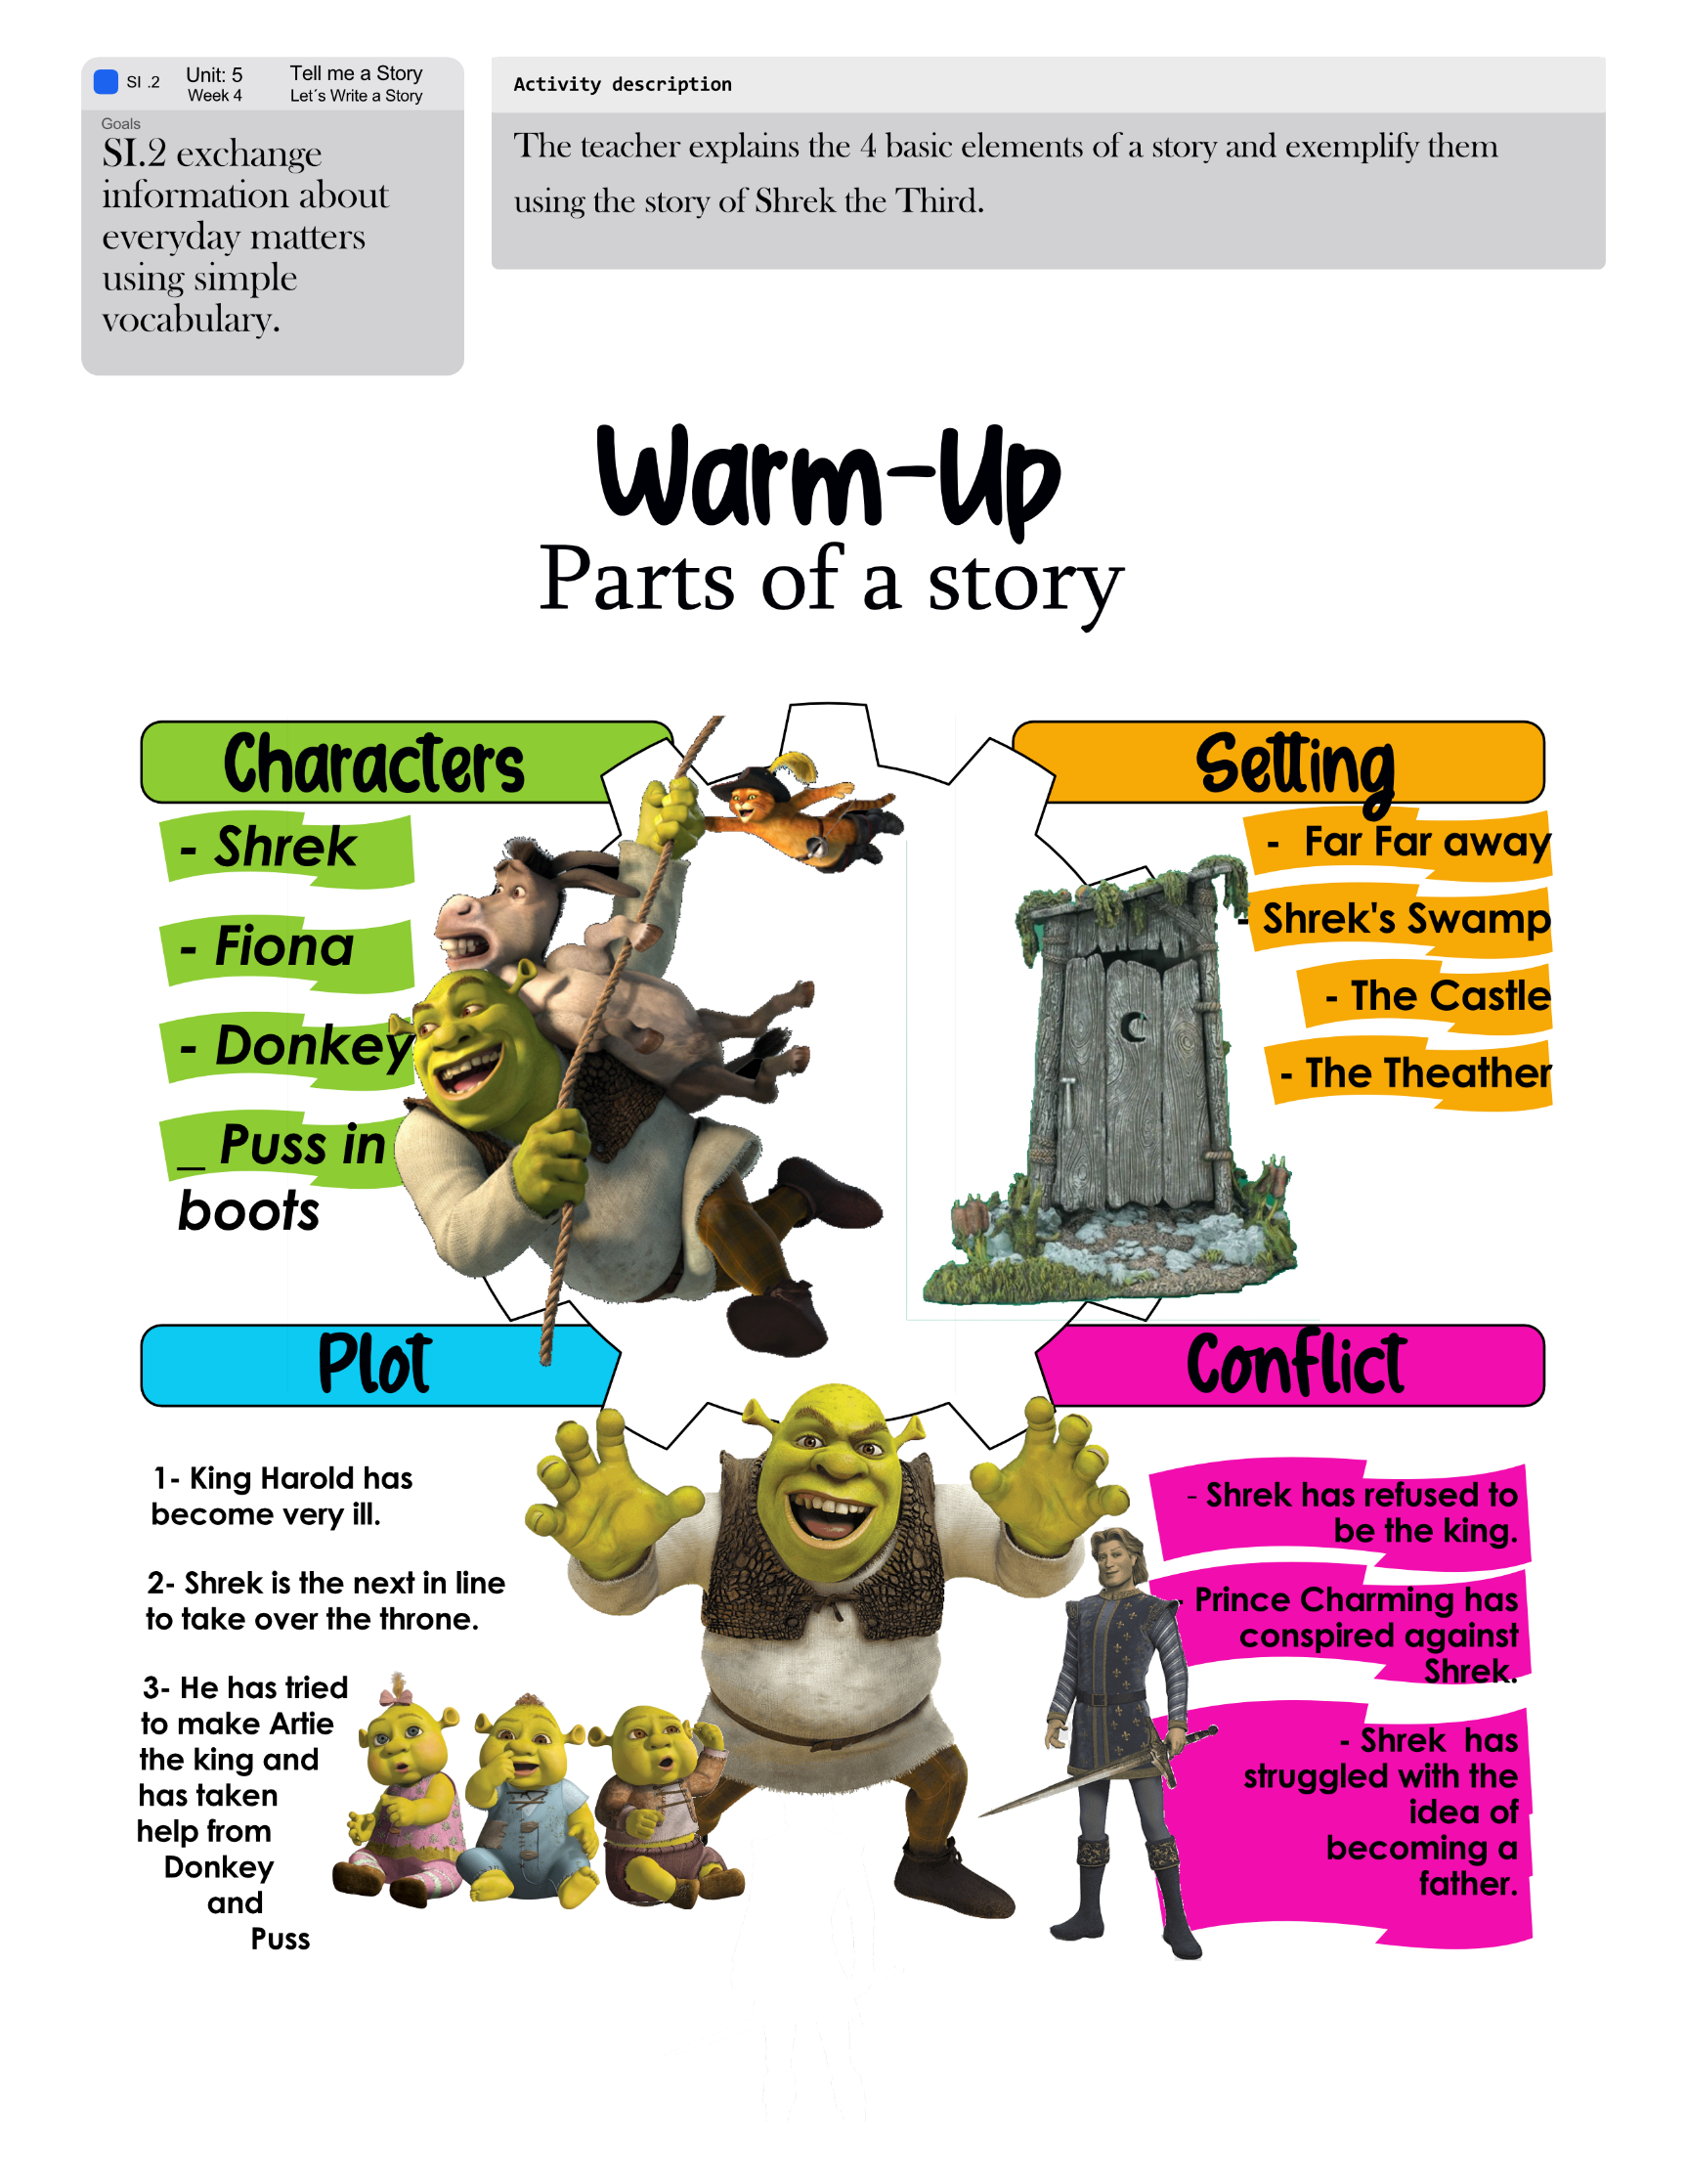 SI .2
Unit: 5
Week 4
Tell me a Story
Let´s Write a Story
Goals
SI.2 exchange
information about
everyday matters
using simple
vocabulary.
Activity description
The teacher explains the 4 basic elements of a story and exemplify them
using the story of Shrek the Third.
Warm-Up
Parts of a story
Characters
- Shrek
- Fiona
- Donkey
_ Puss in
boots
Setting
- Far Far away
- Shrek's Swamp
- The Castle
- The Theather
Plot
1- King Harold has
become very ill.
2- Shrek is the next in line
to take over the throne.
3- He has tried
to make Artie
the king and
has taken
help from
Donkey
and
Puss
Conflict
- Shrek has refused to
be the king.
- Prince Charming has
conspired against
Shrek.
- Shrek has
struggled with the
idea of
becoming a
father.